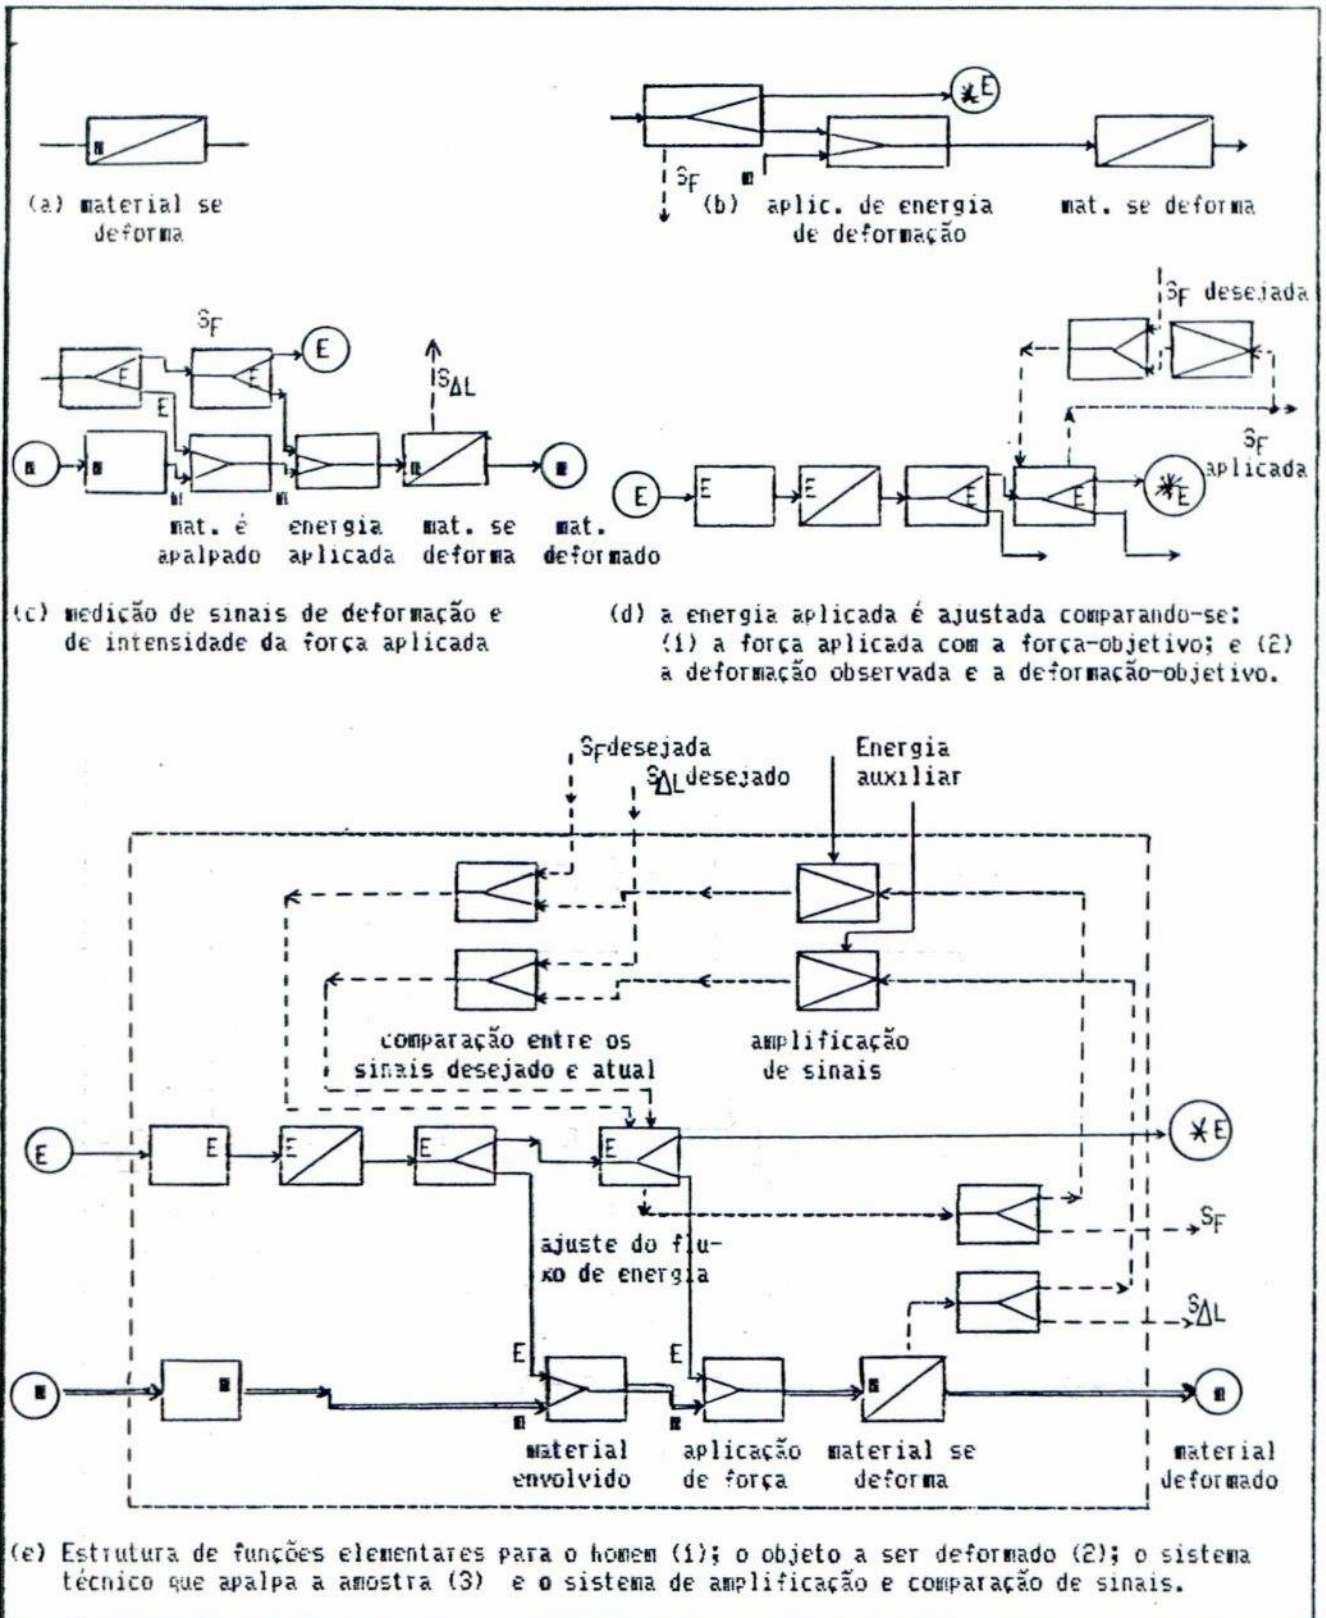 (a) material se
deforma
E
S_F
m
(b) aplic. de energia
de deformação
mat. se deforma
S_F
E
E
E
E
S_ΔL
m
m
m
m
m
m
m
mat. é
apalpado
energia
aplicada
mat. se
deforma
mat.
deformado
(c) medição de sinais de deformação e
de intensidade da força aplicada
S_F desejada
S_F
aplicada
E
E
E
E
E
E
(d) a energia aplicada é ajustada comparando-se:
(1) a força aplicada com a força-objetivo; e (2)
a deformação observada e a deformação-objetivo.
S_F desejada
S_ΔL desejado
Energia
auxiliar
comparação entre os
sinais desejado e atual
amplificação
de sinais
E
E
E
E
E
E
ajuste do flu-
xo de energia
S_F
S_ΔL
E
E
m
m
m
m
m
m
material
envolvido
aplicação
de força
material se
deforma
material
deformado
(e) Estrutura de funções elementares para o homem (1); o objeto a ser deformado (2); o sistema
técnico que apalpa a amostra (3) e o sistema de amplificação e comparação de sinais.